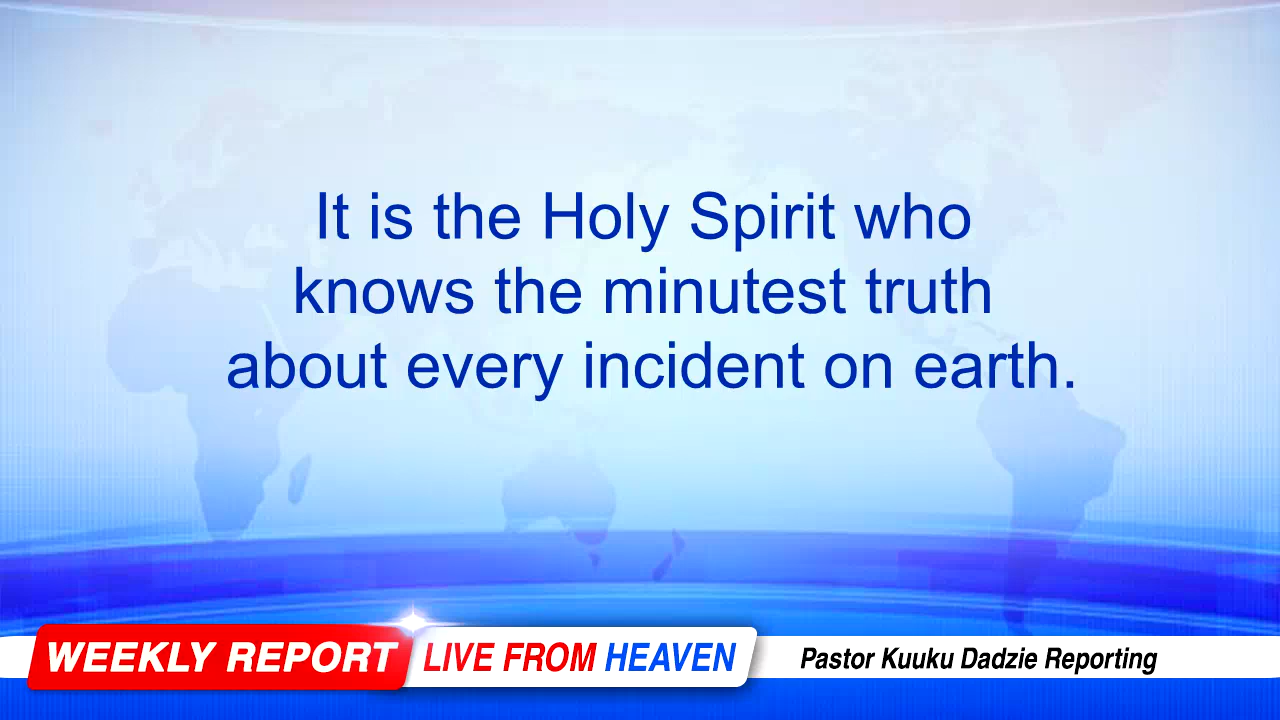 It is the Holy Spirit who
knows the minutest truth
about every incident on earth.
WEEKLY REPORT LIVE FROM HEAVEN Pastor Kuuku Dadzie Reporting